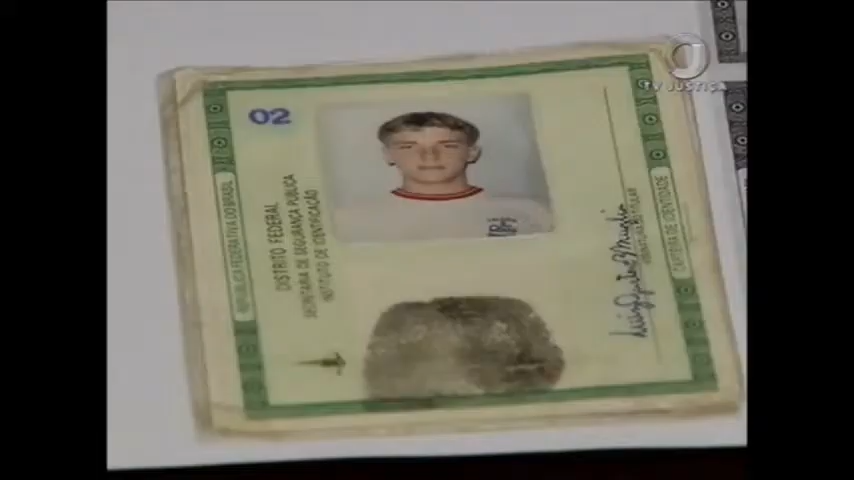 TV JUSTIÇA
02
REPÚBLICA FEDERATIVA DO BRASIL
DISTRITO FEDERAL
SECRETARIA DE SEGURANÇA PÚBLICA
INSTITUTO DE IDENTIFICAÇÃO
CARTEIRA DE IDENTIDADE